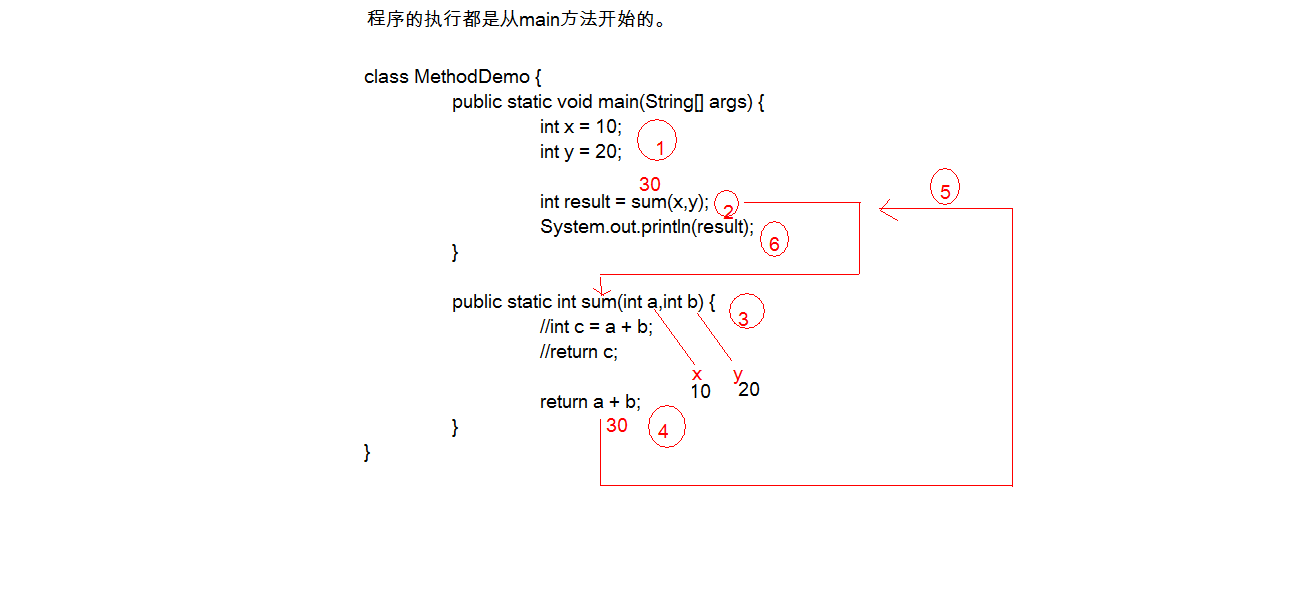 程序的执行都是从main方法开始的。
class MethodDemo {
public static void main(String[] args) {
int x = 10;
int y = 20;
1
30
5
int result = sum(x,y);
2
System.out.println(result);
6
}
public static int sum(int a,int b) {
3
//int c = a + b;
//return c;
x y
10 20
return a + b;
30
4
}
}